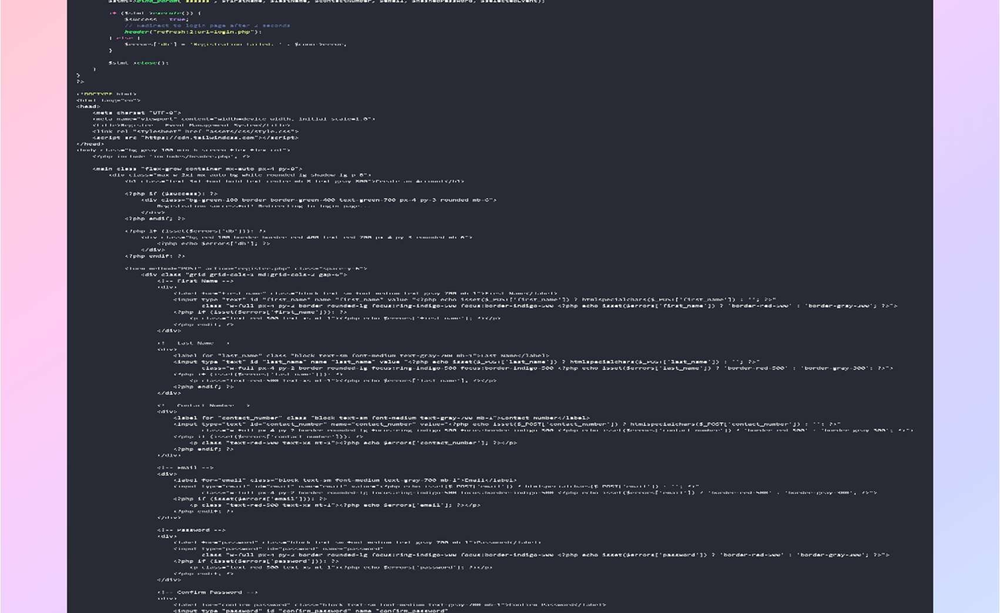 $stmt->bind_param("ssssss", $firstName, $lastName, $contactNumber, $email, $hashedPassword, $selectedEvent);
if ($stmt->execute()) {
$success = true;
// Redirect to login page after 2 seconds
header("refresh:2;url=login.php");
} else {
$errors['db'] = 'Registration failed: ' . $conn->error;
}
$stmt->close();
}
}
?>
<!DOCTYPE html>
<html lang="en">
<head>
<meta charset="UTF-8">
<meta name="viewport" content="width=device-width, initial-scale=1.0">
<title>Register - Event Management System</title>
<link rel="stylesheet" href="assets/css/style.css">
<script src="https://cdn.tailwindcss.com"></script>
</head>
<body class="bg-gray-100 min-h-screen flex flex-col">
<?php include 'includes/header.php'; ?>
<main class="flex-grow container mx-auto px-4 py-8">
<div class="max-w-2xl mx-auto bg-white rounded-lg shadow-lg p-8">
<h1 class="text-3xl font-bold text-center mb-8 text-gray-800">Create an Account</h1>
<?php if ($success): ?>
<div class="bg-green-100 border border-green-400 text-green-700 px-4 py-3 rounded mb-6">
Registration successful! Redirecting to login page...
</div>
<?php endif; ?>
<?php if (isset($errors['db'])): ?>
<div class="bg-red-100 border border-red-400 text-red-700 px-4 py-3 rounded mb-6">
<?php echo $errors['db']; ?>
</div>
<?php endif; ?>
<form method="POST" action="register.php" class="space-y-6">
<div class="grid grid-cols-1 md:grid-cols-2 gap-6">
<!-- First Name -->
<div>
<label for="first_name" class="block text-sm font-medium text-gray-700 mb-1">First Name</label>
<input type="text" id="first_name" name="first_name" value="<?php echo isset($_POST['first_name']) ? htmlspecialchars($_POST['first_name']) : ''; ?>"
class="w-full px-4 py-2 border rounded-lg focus:ring-indigo-500 focus:border-indigo-500 <?php echo isset($errors['first_name']) ? 'border-red-500' : 'border-gray-300'; ?>">
<?php if (isset($errors['first_name'])): ?>
<p class="text-red-500 text-xs mt-1"><?php echo $errors['first_name']; ?></p>
<?php endif; ?>
</div>
<!-- Last Name -->
<div>
<label for="last_name" class="block text-sm font-medium text-gray-700 mb-1">Last Name</label>
<input type="text" id="last_name" name="last_name" value="<?php echo isset($_POST['last_name']) ? htmlspecialchars($_POST['last_name']) : ''; ?>"
class="w-full px-4 py-2 border rounded-lg focus:ring-indigo-500 focus:border-indigo-500 <?php echo isset($errors['last_name']) ? 'border-red-500' : 'border-gray-300'; ?>">
<?php if (isset($errors['last_name'])): ?>
<p class="text-red-500 text-xs mt-1"><?php echo $errors['last_name']; ?></p>
<?php endif; ?>
</div>
<!-- Contact Number -->
<div>
<label for="contact_number" class="block text-sm font-medium text-gray-700 mb-1">Contact Number</label>
<input type="text" id="contact_number" name="contact_number" value="<?php echo isset($_POST['contact_number']) ? htmlspecialchars($_POST['contact_number']) : ''; ?>"
class="w-full px-4 py-2 border rounded-lg focus:ring-indigo-500 focus:border-indigo-500 <?php echo isset($errors['contact_number']) ? 'border-red-500' : 'border-gray-300'; ?>">
<?php if (isset($errors['contact_number'])): ?>
<p class="text-red-500 text-xs mt-1"><?php echo $errors['contact_number']; ?></p>
<?php endif; ?>
</div>
<!-- Email -->
<div>
<label for="email" class="block text-sm font-medium text-gray-700 mb-1">Email</label>
<input type="email" id="email" name="email" value="<?php echo isset($_POST['email']) ? htmlspecialchars($_POST['email']) : ''; ?>"
class="w-full px-4 py-2 border rounded-lg focus:ring-indigo-500 focus:border-indigo-500 <?php echo isset($errors['email']) ? 'border-red-500' : 'border-gray-300'; ?>">
<?php if (isset($errors['email'])): ?>
<p class="text-red-500 text-xs mt-1"><?php echo $errors['email']; ?></p>
<?php endif; ?>
</div>
<!-- Password -->
<div>
<label for="password" class="block text-sm font-medium text-gray-700 mb-1">Password</label>
<input type="password" id="password" name="password"
class="w-full px-4 py-2 border rounded-lg focus:ring-indigo-500 focus:border-indigo-500 <?php echo isset($errors['password']) ? 'border-red-500' : 'border-gray-300'; ?>">
<?php if (isset($errors['password'])): ?>
<p class="text-red-500 text-xs mt-1"><?php echo $errors['password']; ?></p>
<?php endif; ?>
</div>
<!-- Confirm Password -->
<div>
<label for="confirm_password" class="block text-sm font-medium text-gray-700 mb-1">Confirm Password</label>
<input type="password" id="confirm_password" name="confirm_password"